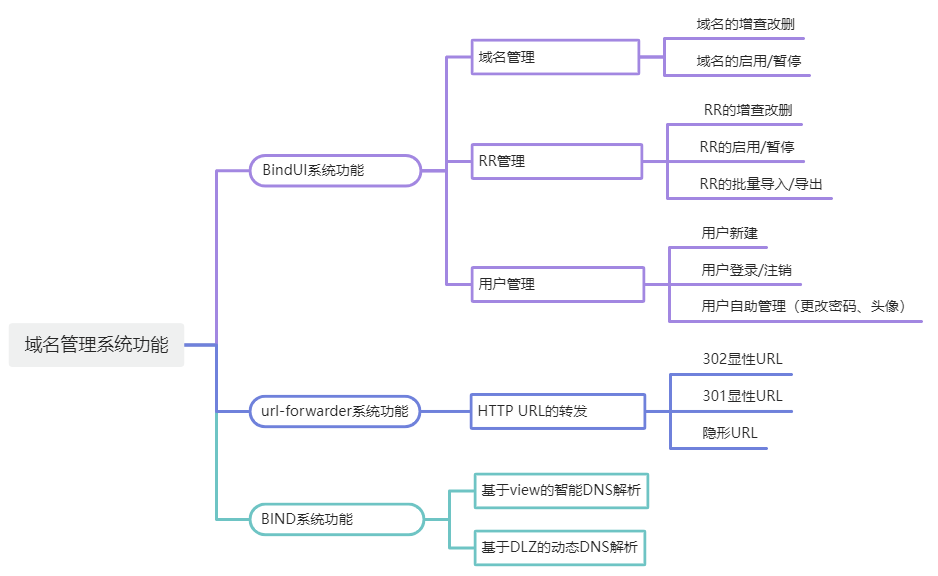 域名管理系统功能
BindUI系统功能
域名管理
域名的增查改删
域名的启用/暂停
RR管理
RR的增查改删
RR的启用/暂停
RR的批量导入/导出
用户管理
用户新建
用户登录/注销
用户自助管理（更改密码、头像）
url-forwarder系统功能
HTTP URL的转发
302显性URL
301显性URL
隐形URL
BIND系统功能
基于view的智能DNS解析
基于DLZ的动态DNS解析